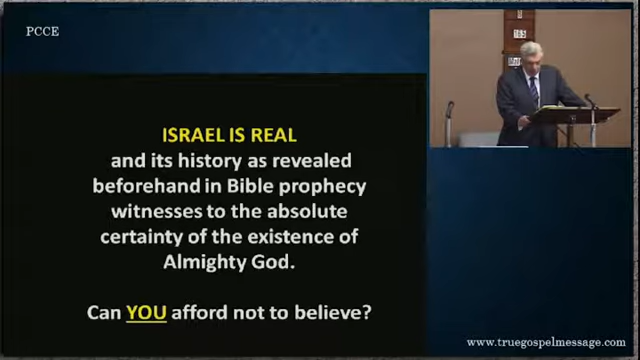 PCCE
ISRAEL IS REAL
and its history as revealed
beforehand in Bible prophecy
witnesses to the absolute
certainty of the existence of
Almighty God.
Can YOU afford not to believe?
163
www.truegospelmessage.com